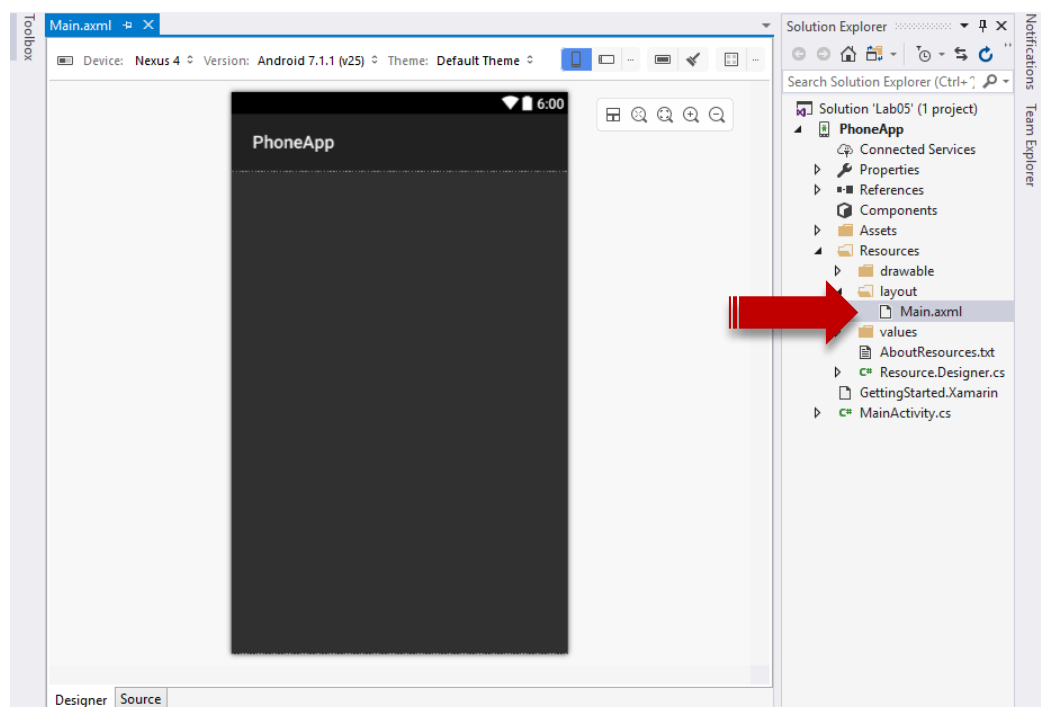 Toolbox
Main.axml
Device: Nexus 4 Version: Android 7.1.1 (v25) Theme: Default Theme
6:00
PhoneApp
Designer Source
Solution Explorer
Search Solution Explorer (Ctrl+
Solution 'Lab05' (1 project)
PhoneApp
Connected Services
Properties
References
Components
Assets
Resources
drawable
layout
Main.axml
values
AboutResources.txt
C# Resource.Designer.cs
GettingStarted.Xamarin
C# MainActivity.cs
Notifications
Team Explorer